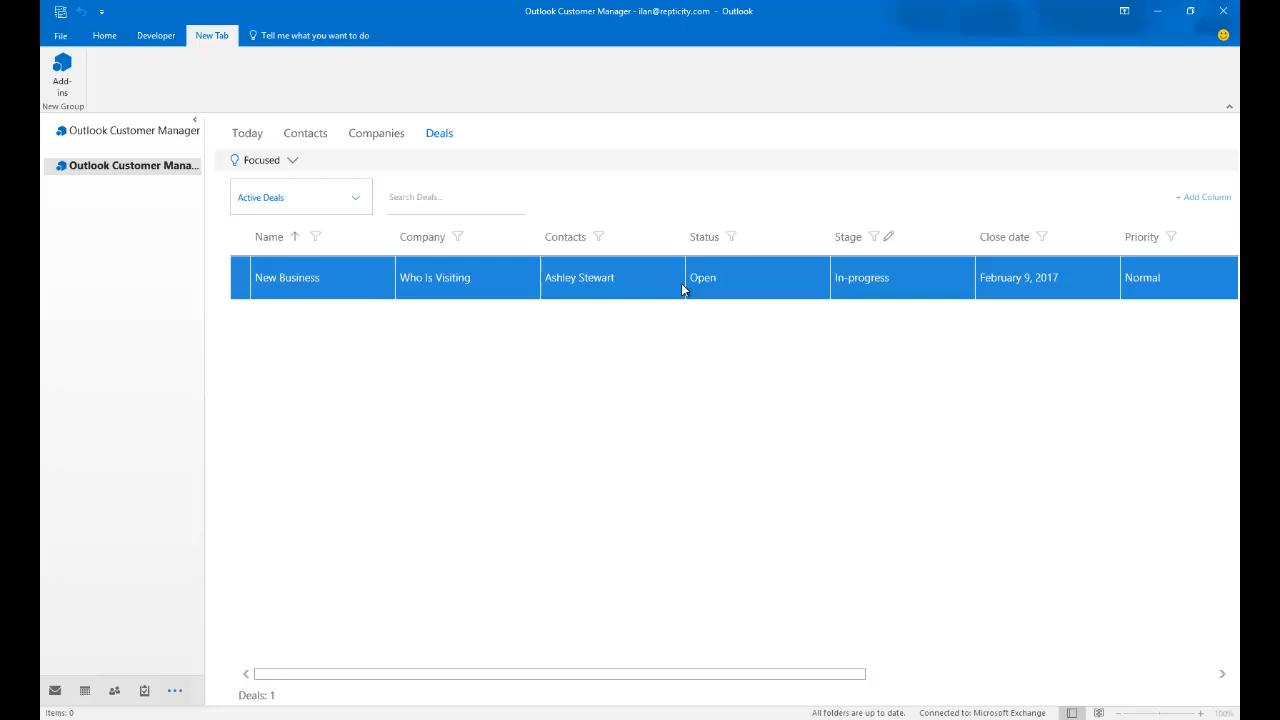 Outlook Customer Manager - ilan@repticity.com - Outlook
File Home Developer New Tab Tell me what you want to do
Add-ins
New Group
Outlook Customer Manager
Outlook Customer Mana...
Today Contacts Companies Deals
Focused
Active Deals Search Deals... + Add Column
Name Company Contacts Status Stage Close date Priority
New Business Who Is Visiting Ashley Stewart Open In-progress February 9, 2017 Normal
Deals: 1
Items: 0 All folders are up to date. Connected to: Microsoft Exchange 100%